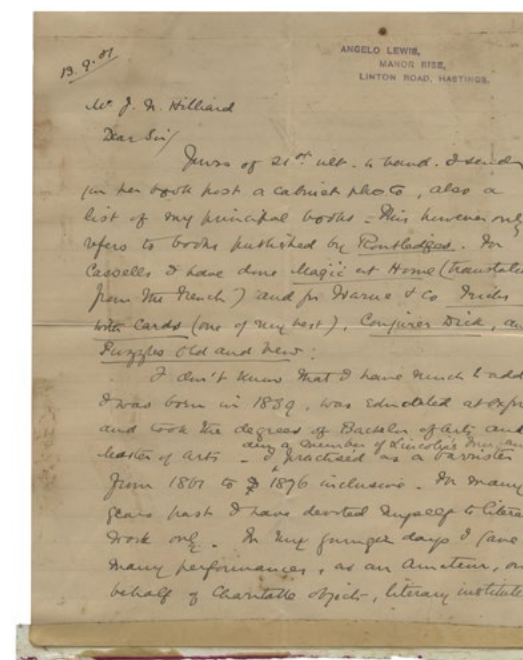 13.9.01
ANGELO LEWIS,
MANOR RISE,
LINTON ROAD, HASTINGS.
Mr J. N. Hilliard
Dear Sir/
Yours of 21st ult. to hand. I send
you per book post a cabinet photo, also a
list of my principal books – This however only
refers to books published by Routledges. For
Cassells I have done Magic at Home (translated
from the French) and for Warne & Co Tricks
with Cards (one of my best), Conjurer Dick, an
Puzzles Old and New:
I don't know that I have much to add
I was born in 1839, was educated at Oxfor
and took the degrees of Bachelor of Arts and
am a member of Lincoln's Inn, an
Master of Arts – I practised as a barrister
from 1861 to 1896 inclusive. For many
years past I have devoted myself to litera
work only. In my younger days I gave
many performances, as an Amateur, on
behalf of Charitable objects, literary institute